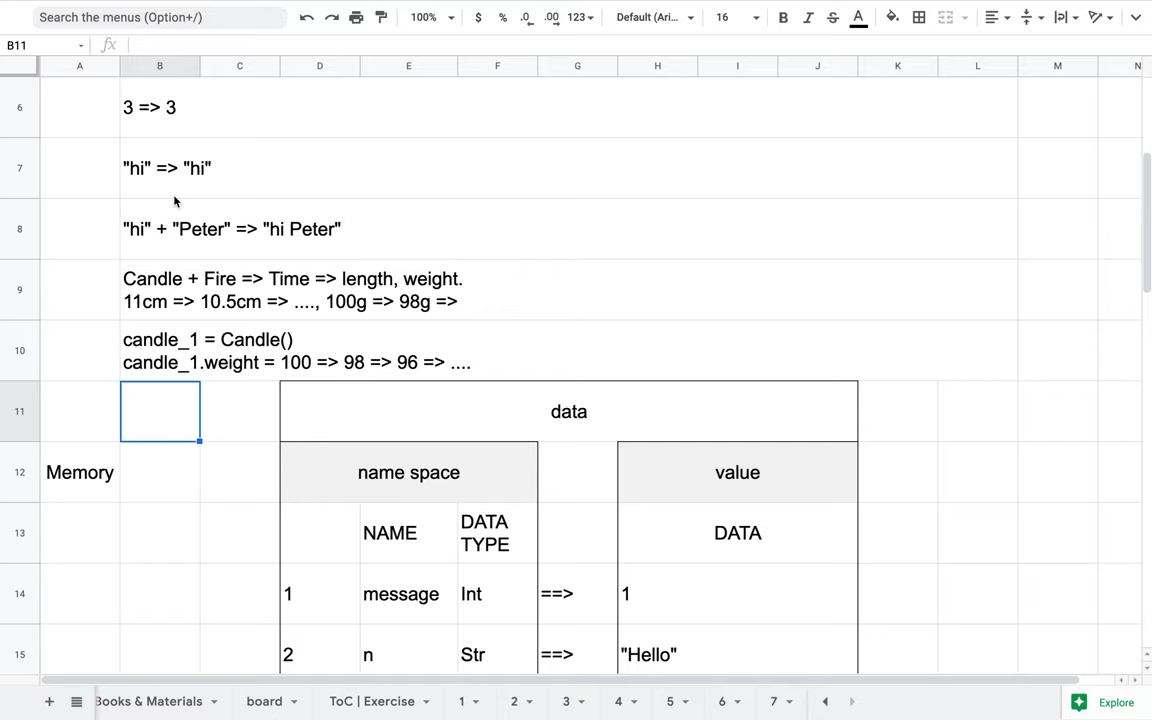 Search the menus (Option+/)
100%
$
%
.0
.00
123
Default (Ari...
16
B
I
S
A
B11
fx
A
B
C
D
E
F
G
H
I
J
K
L
M
N
6
3 => 3
7
"hi" => "hi"
8
"hi" + "Peter" => "hi Peter"
9
Candle + Fire => Time => length, weight.
11cm => 10.5cm => ...., 100g => 98g =>
10
candle_1 = Candle()
candle_1.weight = 100 => 98 => 96 => ....
11
data
12
Memory
name space
value
13
NAME
DATA
TYPE
DATA
14
1
message
Int
==>
1
15
2
n
Str
==>
"Hello"
Books & Materials
board
ToC | Exercise
1
2
3
4
5
6
7
Explore